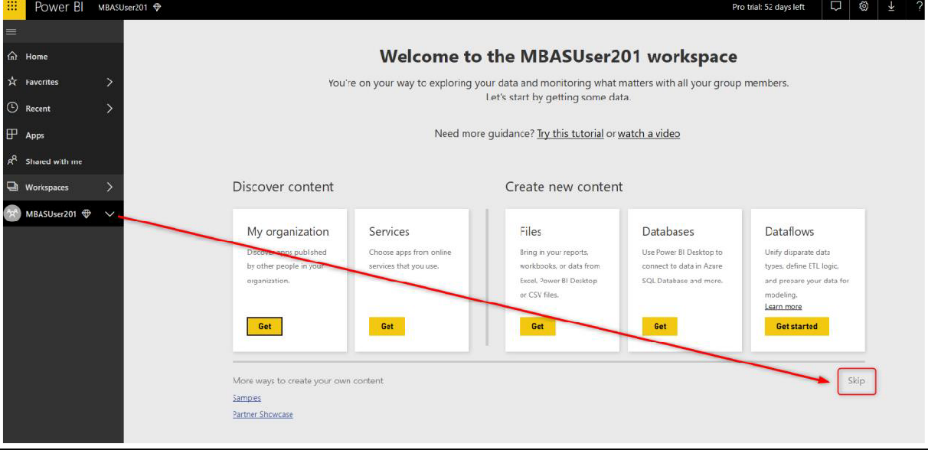 Power BI MBASUser201
Pro trial: 52 days left
?
Home
Favorites
Recent
Apps
Shared with me
Workspaces
MBASUser201
Welcome to the MBASUser201 workspace
You're on your way to exploring your data and monitoring what matters with all your group members.
Let's start by getting some data.
Need more guidance? Try this tutorial or watch a video
Discover content
Create new content
My organization
Discover apps published
by other people in your
organization.
Get
Services
Choose apps from online
services that you use.
Get
Files
Bring in your reports,
workbooks, or data from
Excel, Power BI Desktop
or CSV files.
Get
Databases
Use Power BI Desktop to
connect to data in Azure
SQL Database and more.
Get
Dataflows
Unify disparate data
types, define ETL logic,
and prepare your data for
modeling.
Learn more
Get started
More ways to create your own content
Samples
Partner Showcase
Skip